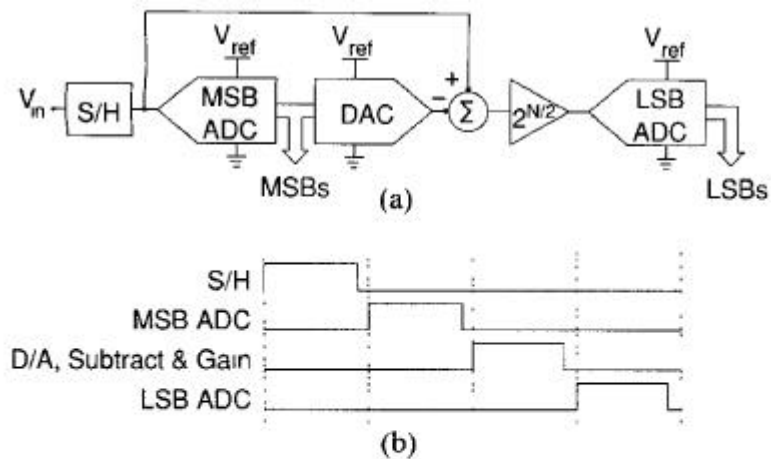 V_ref V_ref V_ref
V_in S/H MSB ADC DAC + − Σ 2^{N/2} LSB ADC
MSBs LSBs
(a)
S/H
MSB ADC
D/A, Subtract & Gain
LSB ADC
(b)